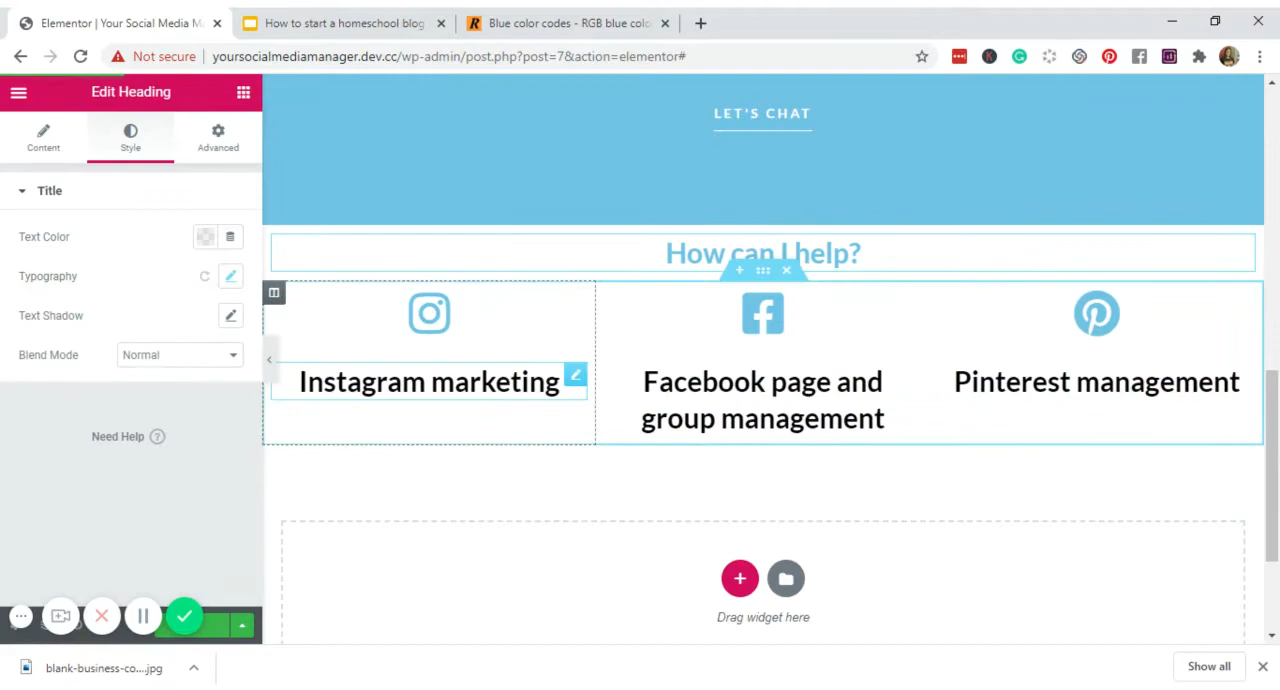 Elementor | Your Social Media M
How to start a homeschool blog
Blue color codes - RGB blue colo
Not secure
yoursocialmediamanager.dev.cc/wp-admin/post.php?post=7&action=elementor#
Edit Heading
Content
Style
Advanced
Title
Text Color
Typography
Text Shadow
Blend Mode
Normal
Need Help
LET'S CHAT
How can I help?
Instagram marketing
Facebook page and
group management
Pinterest management
Drag widget here
blank-business-co....jpg
Show all